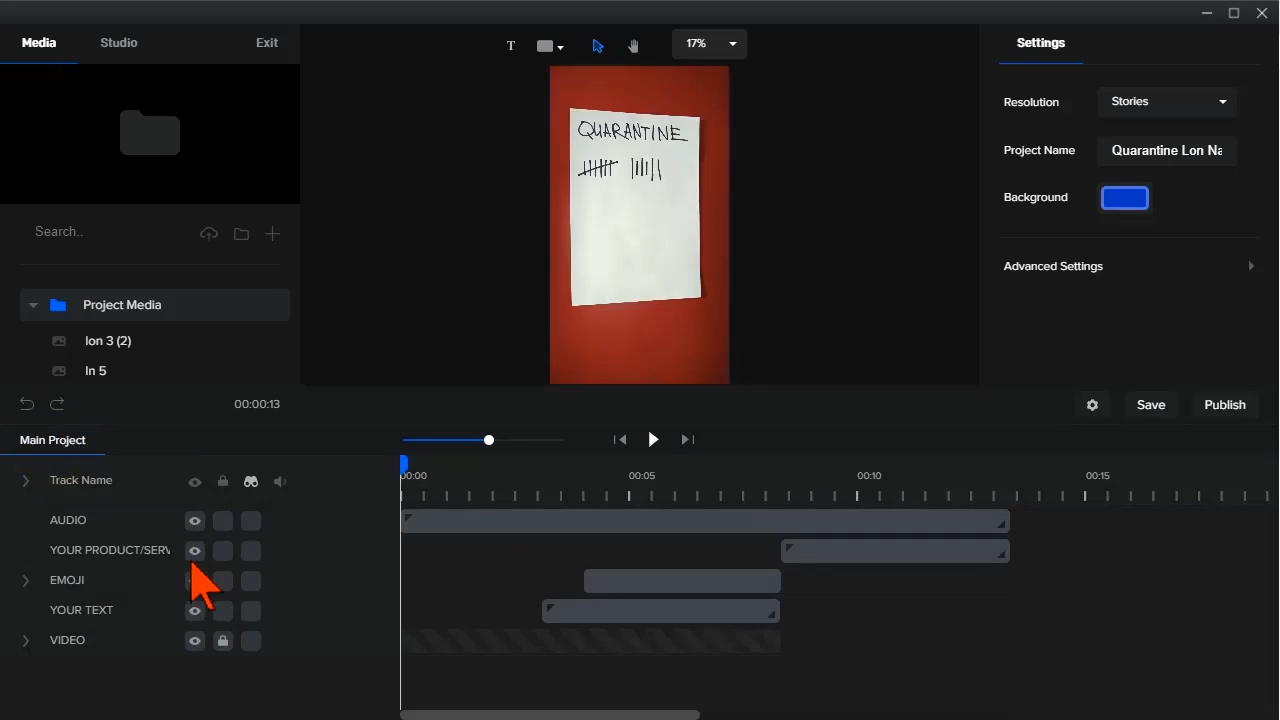 Media
Studio
Exit
T
17%
Settings
QUARANTINE
Resolution
Stories
Project Name
Quarantine Lon Na
Background
Search..
Advanced Settings
Project Media
lon 3 (2)
ln 5
00:00:13
Save
Publish
Main Project
Track Name
00:00
00:05
00:10
00:15
AUDIO
YOUR PRODUCT/SERV
EMOJI
YOUR TEXT
VIDEO